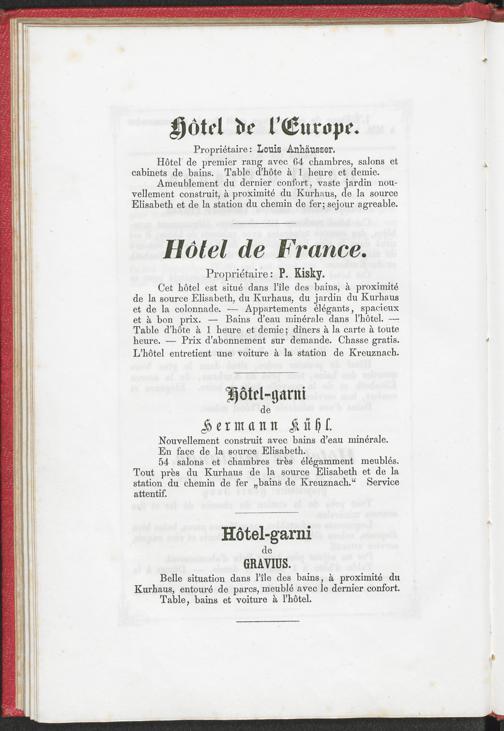 Hôtel de l'Europe.
Propriétaire: Louis Anhäusser.
Hôtel de premier rang avec 64 chambres, salons et
cabinets de bains. Table d'hôte à 1 heure et demie.
Ameublement du dernier confort, vaste jardin nou-
vellement construit, à proximité du Kurhaus, de la source
Elisabeth et de la station du chemin de fer; sejour agreable.
Hôtel de France.
Propriétaire: P. Kisky.
Cet hôtel est situé dans l'île des bains, à proximité
de la source Elisabeth, du Kurhaus, du jardin du Kurhaus
et de la colonnade. — Appartements élégants, spacieux
et à bon prix. — Bains d'eau minérale dans l'hôtel. —
Table d'hôte à 1 heure et demie; dîners à la carte à toute
heure. — Prix d'abonnement sur demande. Chasse gratis.
L'hôtel entretient une voiture à la station de Kreuznach.
Hôtel-garni
de
Hermann Kühl.
Nouvellement construit avec bains d'eau minérale.
En face de la source Elisabeth.
54 salons et chambres très élégamment meublés.
Tout près du Kurhaus de la source Elisabeth et de la
station du chemin de fer „bains de Kreuznach.“ Service
attentif.
Hôtel-garni
de
GRAVIUS.
Belle situation dans l'île des bains, à proximité du
Kurhaus, entouré de parcs, meublé avec le dernier confort.
Table, bains et voiture à l'hôtel.